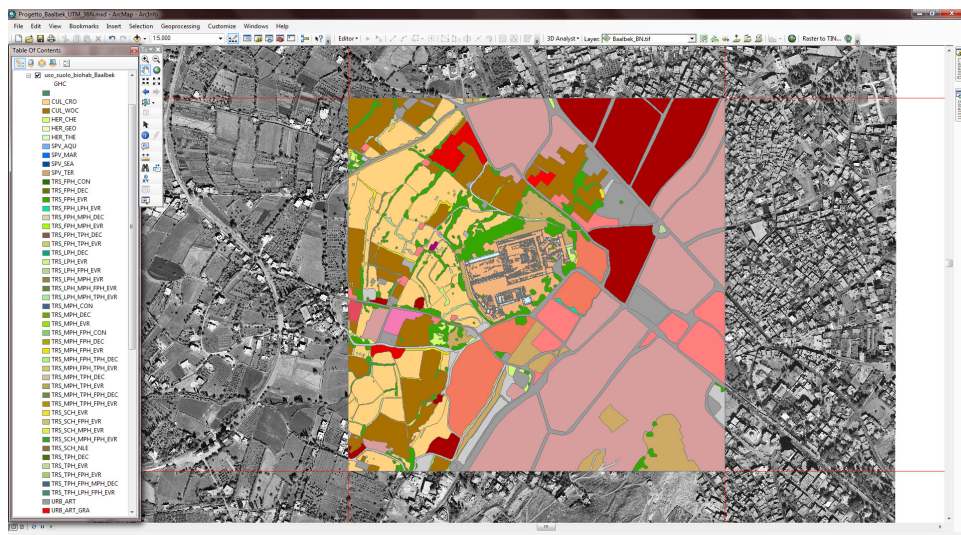 Progetto_Baalbek_UTM_36N.mxd - ArcMap - ArcInfo
File Edit View Bookmarks Insert Selection Geoprocessing Customize Windows Help
1:5.000 Editor 3D Analyst Layer: Baalbek_BN.tif Raster to TIN...
Table Of Contents
uso_suolo_biohab_Baalbek
GHC
CUL_CRO
CUL_WOC
HER_CHE
HER_GEO
HER_THE
SPV_AQU
SPV_MAR
SPV_SEA
SPV_TER
TRS_FPH_CON
TRS_FPH_DEC
TRS_FPH_EVR
TRS_FPH_LPH_EVR
TRS_FPH_MPH_DEC
TRS_FPH_MPH_EVR
TRS_FPH_TPH_DEC
TRS_FPH_TPH_EVR
TRS_LPH_DEC
TRS_LPH_EVR
TRS_LPH_FPH_EVR
TRS_LPH_MPH_EVR
TRS_LPH_MPH_FPH_EVR
TRS_LPH_MPH_TPH_EVR
TRS_MPH_CON
TRS_MPH_DEC
TRS_MPH_EVR
TRS_MPH_FPH_CON
TRS_MPH_FPH_DEC
TRS_MPH_FPH_EVR
TRS_MPH_FPH_TPH_DEC
TRS_MPH_FPH_TPH_EVR
TRS_MPH_TPH_DEC
TRS_MPH_TPH_EVR
TRS_MPH_TPH_FPH_DEC
TRS_MPH_TPH_FPH_EVR
TRS_SCH_EVR
TRS_SCH_FPH_EVR
TRS_SCH_MPH_EVR
TRS_SCH_MPH_FPH_EVR
TRS_SCH_NLE
TRS_TPH_DEC
TRS_TPH_EVR
TRS_TPH_FPH_EVR
TRS_TPH_FPH_MPH_DEC
TRS_TPH_LPH_FPH_EVR
URB_ART
URB_ART_GRA
Catalog